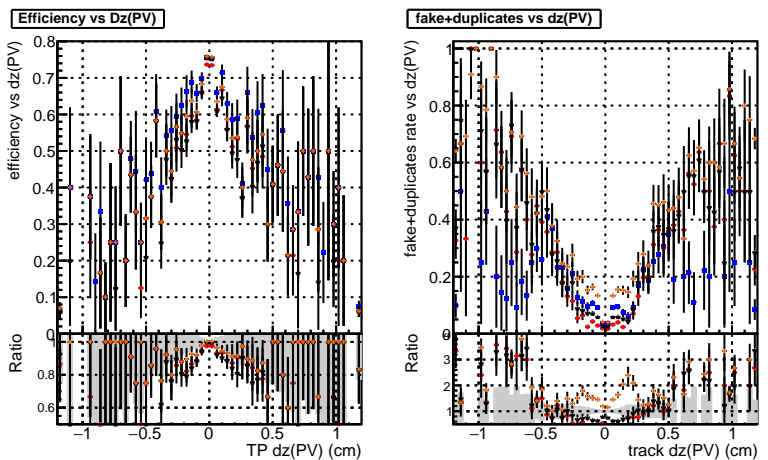 Efficiency vs Dz(PV)
efficiency vs dz(PV)
0.8
0.7
0.6
0.5
0.4
0.3
0.2
0.1
0
Ratio
1
0.8
0.6
−1 −0.5 0 0.5 1
TP dz(PV) (cm)
fake+duplicates vs dz(PV)
fake+duplicates rate vs dz(PV)
1
0.8
0.6
0.4
0.2
0
Ratio
3
2
1
−1 −0.5 0 0.5 1
track dz(PV) (cm)